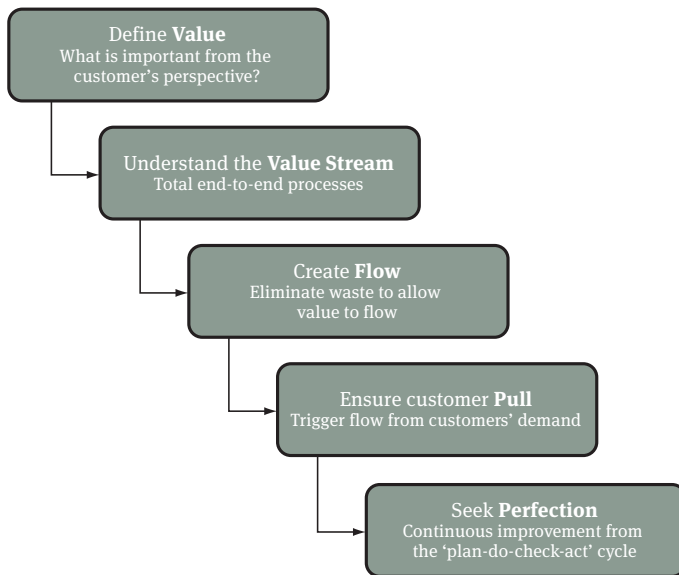 Define Value
What is important from the
customer’s perspective?
Understand the Value Stream
Total end-to-end processes
Create Flow
Eliminate waste to allow
value to flow
Ensure customer Pull
Trigger flow from customers’ demand
Seek Perfection
Continuous improvement from
the ‘plan-do-check-act’ cycle